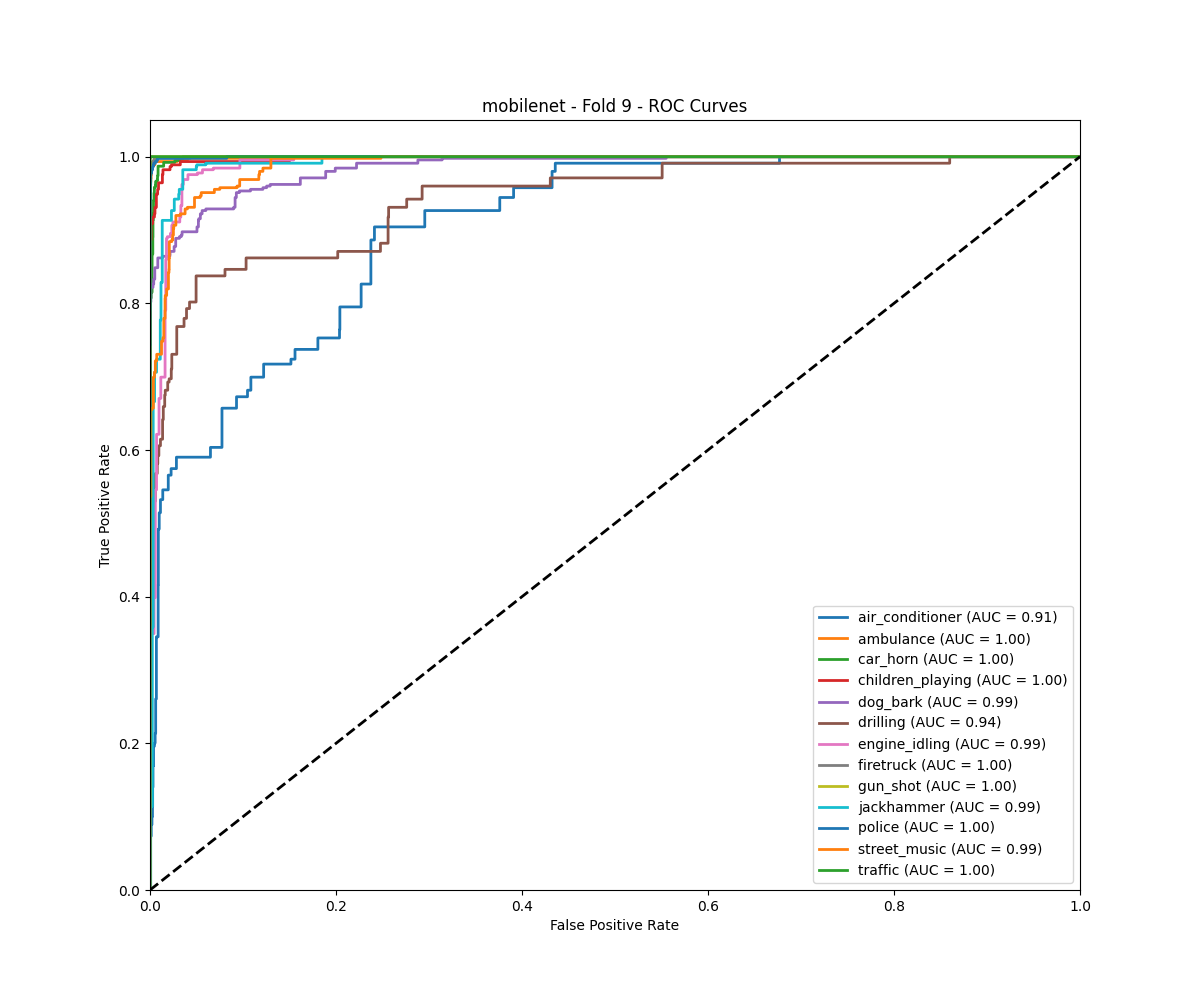 mobilenet - Fold 9 - ROC Curves
True Positive Rate
1.0
0.8
0.6
0.4
0.2
0.0
air_conditioner (AUC = 0.91)
ambulance (AUC = 1.00)
car_horn (AUC = 1.00)
children_playing (AUC = 1.00)
dog_bark (AUC = 0.99)
drilling (AUC = 0.94)
engine_idling (AUC = 0.99)
firetruck (AUC = 1.00)
gun_shot (AUC = 1.00)
jackhammer (AUC = 0.99)
police (AUC = 1.00)
street_music (AUC = 0.99)
traffic (AUC = 1.00)
0.0 0.2 0.4 0.6 0.8 1.0
False Positive Rate